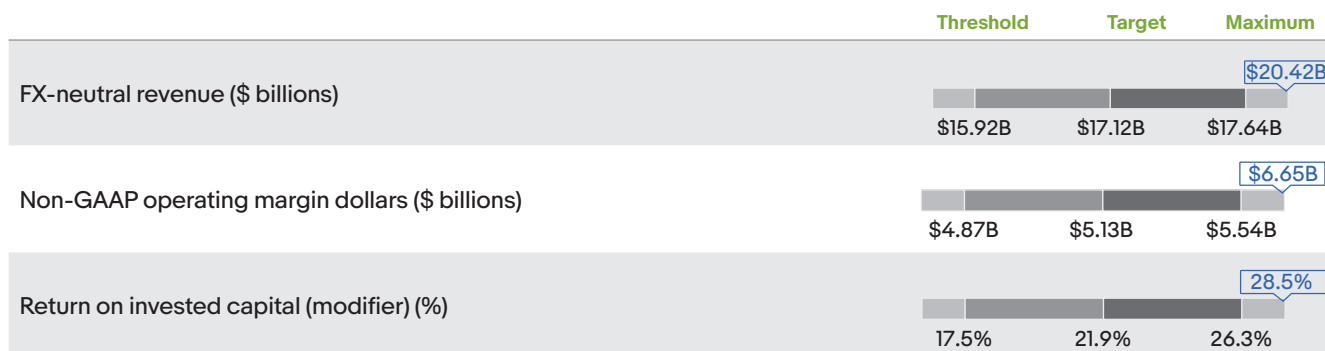 Threshold Target Maximum
$20.42B
FX-neutral revenue ($ billions)
$15.92B $17.12B $17.64B
$6.65B
Non-GAAP operating margin dollars ($ billions)
$4.87B $5.13B $5.54B
28.5%
Return on invested capital (modifier) (%)
17.5% 21.9% 26.3%